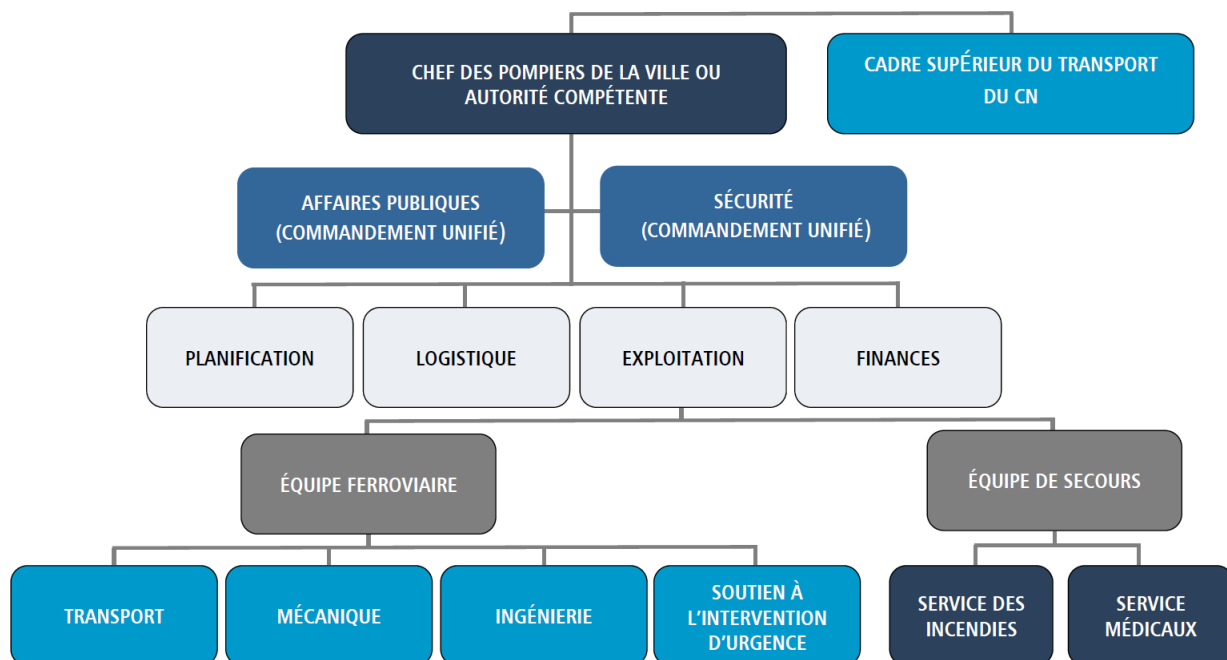 CHEF DES POMPIERS DE LA VILLE OU
AUTORITÉ COMPÉTENTE
CADRE SUPÉRIEUR DU TRANSPORT
DU CN
AFFAIRES PUBLIQUES
(COMMANDEMENT UNIFIÉ)
SÉCURITÉ
(COMMANDEMENT UNIFIÉ)
PLANIFICATION
LOGISTIQUE
EXPLOITATION
FINANCES
ÉQUIPE FERROVIAIRE
ÉQUIPE DE SECOURS
TRANSPORT
MÉCANIQUE
INGÉNIERIE
SOUTIEN À
L'INTERVENTION
D'URGENCE
SERVICE DES
INCENDIES
SERVICE
MÉDICAUX